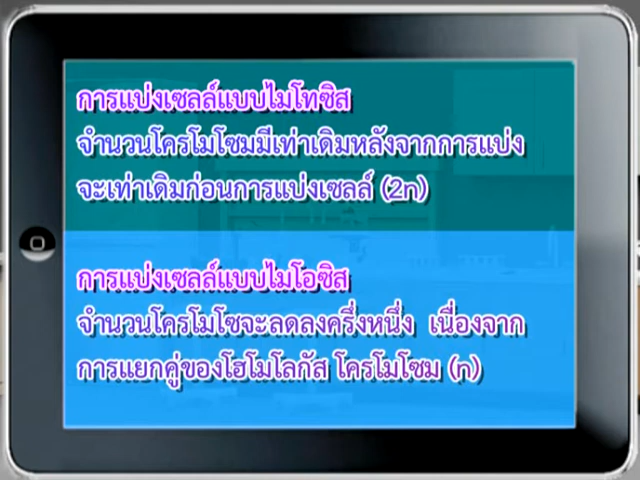 การแบ่งเซลล์แบบไมโทซิส
จำนวนโครโมโซมมีเท่าเดิมหลังจากการแบ่ง
จะเท่าเดิมก่อนการแบ่งเซลล์ (2n)
การแบ่งเซลล์แบบไมโอซิส
จำนวนโครโมโซจะลดลงครึ่งหนึ่ง เนื่องจาก
การแยกคู่ของโฮโมโลกัส โครโมโซม (n)